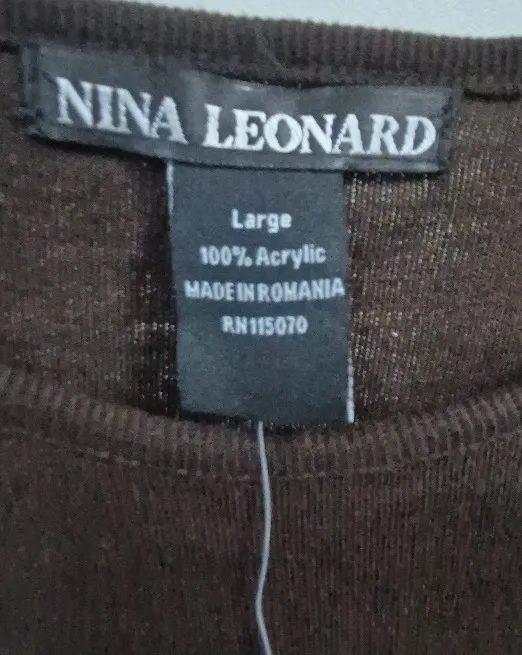 NINA LEONARD
Large
100% Acrylic
MADE IN ROMANIA
RN115070